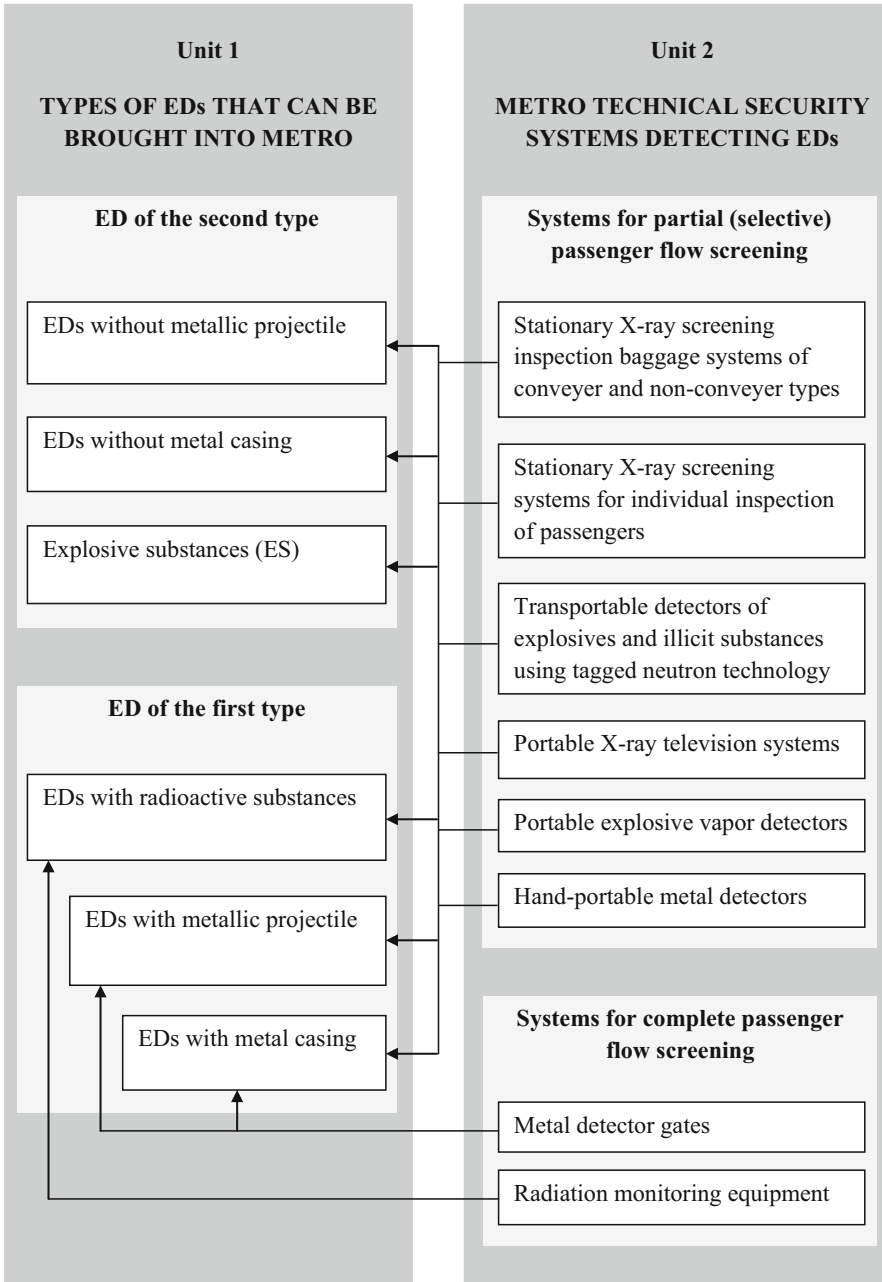 Unit 1
TYPES OF EDs THAT CAN BE
BROUGHT INTO METRO
ED of the second type
EDs without metallic projectile
EDs without metal casing
Explosive substances (ES)
ED of the first type
EDs with radioactive substances
EDs with metallic projectile
EDs with metal casing
Unit 2
METRO TECHNICAL SECURITY
SYSTEMS DETECTING EDs
Systems for partial (selective)
passenger flow screening
Stationary X-ray screening
inspection baggage systems of
conveyer and non-conveyer types
Stationary X-ray screening
systems for individual inspection
of passengers
Transportable detectors of
explosives and illicit substances
using tagged neutron technology
Portable X-ray television systems
Portable explosive vapor detectors
Hand-portable metal detectors
Systems for complete passenger
flow screening
Metal detector gates
Radiation monitoring equipment